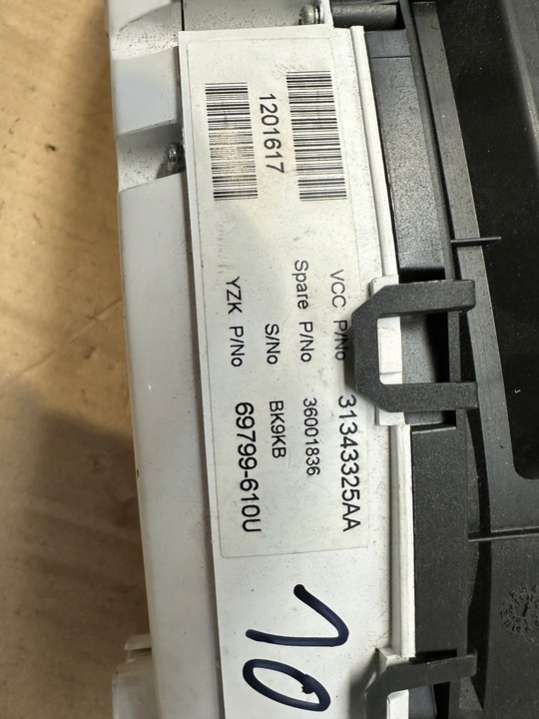 1201617
VCC P/No 31343325AA
Spare P/No 36001836
S/No BK9KB
YZK P/No 69799-610U
10